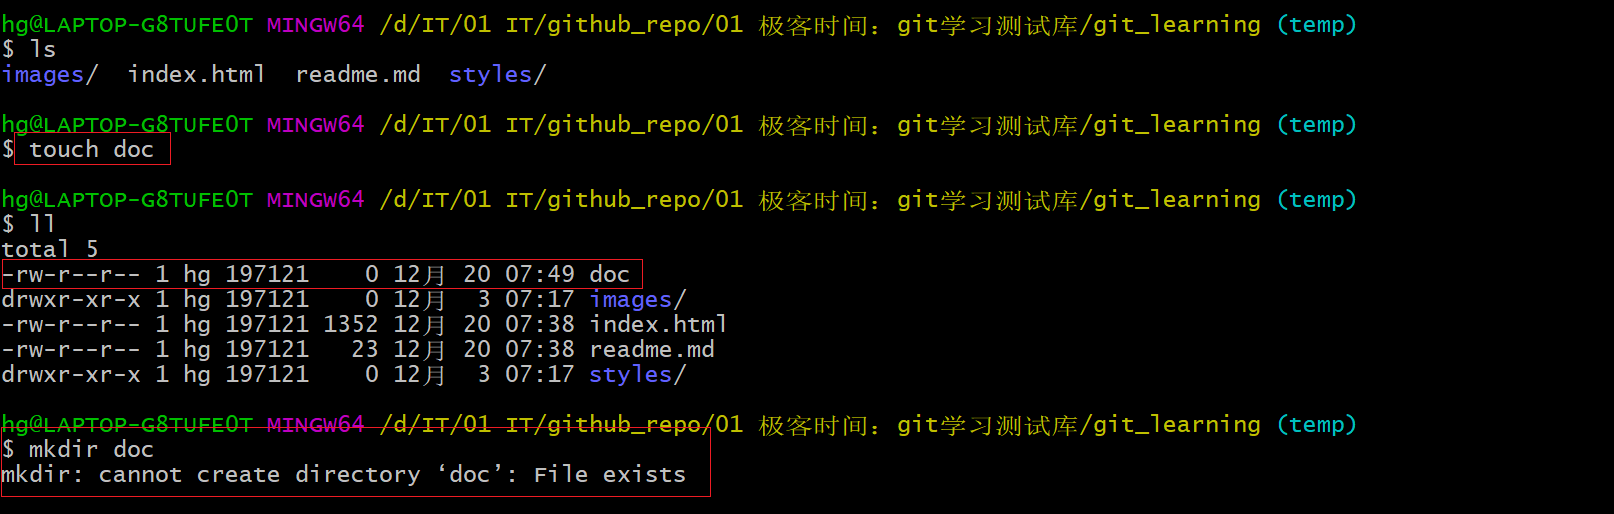 hg@LAPTOP-G8TUFE0T MINGW64 /d/IT/01 IT/github_repo/01 极客时间：git学习测试库/git_learning (temp)
$ ls
images/  index.html  readme.md  styles/
hg@LAPTOP-G8TUFE0T MINGW64 /d/IT/01 IT/github_repo/01 极客时间：git学习测试库/git_learning (temp)
$ touch doc
hg@LAPTOP-G8TUFE0T MINGW64 /d/IT/01 IT/github_repo/01 极客时间：git学习测试库/git_learning (temp)
$ ll
total 5
-rw-r--r-- 1 hg 197121    0 12月 20 07:49 doc
drwxr-xr-x 1 hg 197121    0 12月  3 07:17 images/
-rw-r--r-- 1 hg 197121 1352 12月 20 07:38 index.html
-rw-r--r-- 1 hg 197121   23 12月 20 07:38 readme.md
drwxr-xr-x 1 hg 197121    0 12月  3 07:17 styles/
hg@LAPTOP-G8TUFE0T MINGW64 /d/IT/01 IT/github_repo/01 极客时间：git学习测试库/git_learning (temp)
$ mkdir doc
mkdir: cannot create directory ‘doc’: File exists